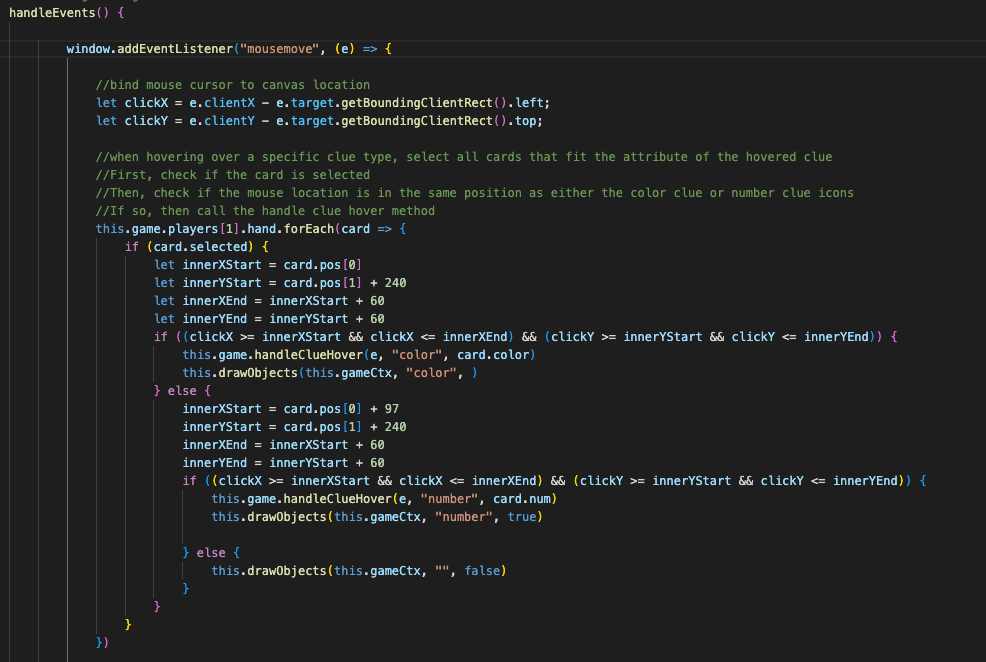 handleEvents() {
window.addEventListener("mousemove", (e) => {
//bind mouse cursor to canvas location
let clickX = e.clientX - e.target.getBoundingClientRect().left;
let clickY = e.clientY - e.target.getBoundingClientRect().top;
//when hovering over a specific clue type, select all cards that fit the attribute of the hovered clue
//First, check if the card is selected
//Then, check if the mouse location is in the same position as either the color clue or number clue icons
//If so, then call the handle clue hover method
this.game.players[1].hand.forEach(card => {
if (card.selected) {
let innerXStart = card.pos[0]
let innerYStart = card.pos[1] + 240
let innerXEnd = innerXStart + 60
let innerYEnd = innerYStart + 60
if ((clickX >= innerXStart && clickX <= innerXEnd) && (clickY >= innerYStart && clickY <= innerYEnd)) {
this.game.handleClueHover(e, "color", card.color)
this.drawObjects(this.gameCtx, "color", )
} else {
innerXStart = card.pos[0] + 97
innerYStart = card.pos[1] + 240
innerXEnd = innerXStart + 60
innerYEnd = innerYStart + 60
if ((clickX >= innerXStart && clickX <= innerXEnd) && (clickY >= innerYStart && clickY <= innerYEnd)) {
this.game.handleClueHover(e, "number", card.num)
this.drawObjects(this.gameCtx, "number", true)
} else {
this.drawObjects(this.gameCtx, "", false)
}
}
}
})